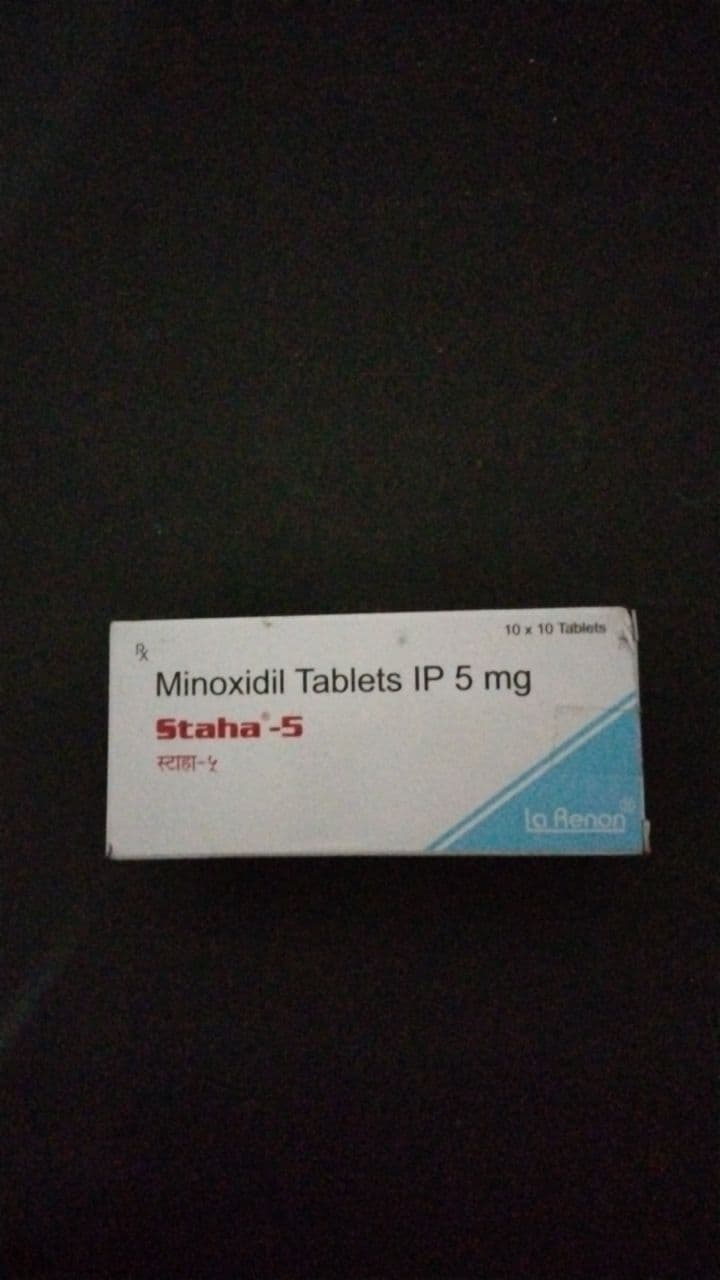 10 x 10 Tablets
℞
Minoxidil Tablets IP 5 mg
Staha®-5
स्टाहा-५
la Renon®